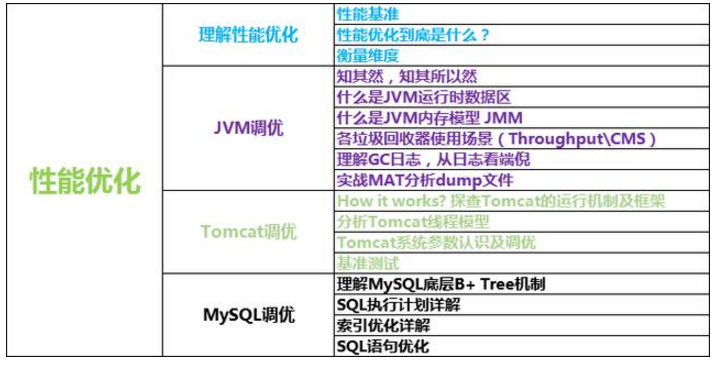 性能优化
理解性能优化
性能基准
性能优化到底是什么？
衡量维度
JVM调优
知其然，知其所以然
什么是JVM运行时数据区
什么是JVM内存模型 JMM
各垃圾回收器使用场景（Throughput\CMS）
理解GC日志，从日志看端倪
实战MAT分析dump文件
Tomcat调优
How it works? 探查Tomcat的运行机制及框架
分析Tomcat线程模型
Tomcat系统参数认识及调优
基准测试
MySQL调优
理解MySQL底层B+ Tree机制
SQL执行计划详解
索引优化详解
SQL语句优化